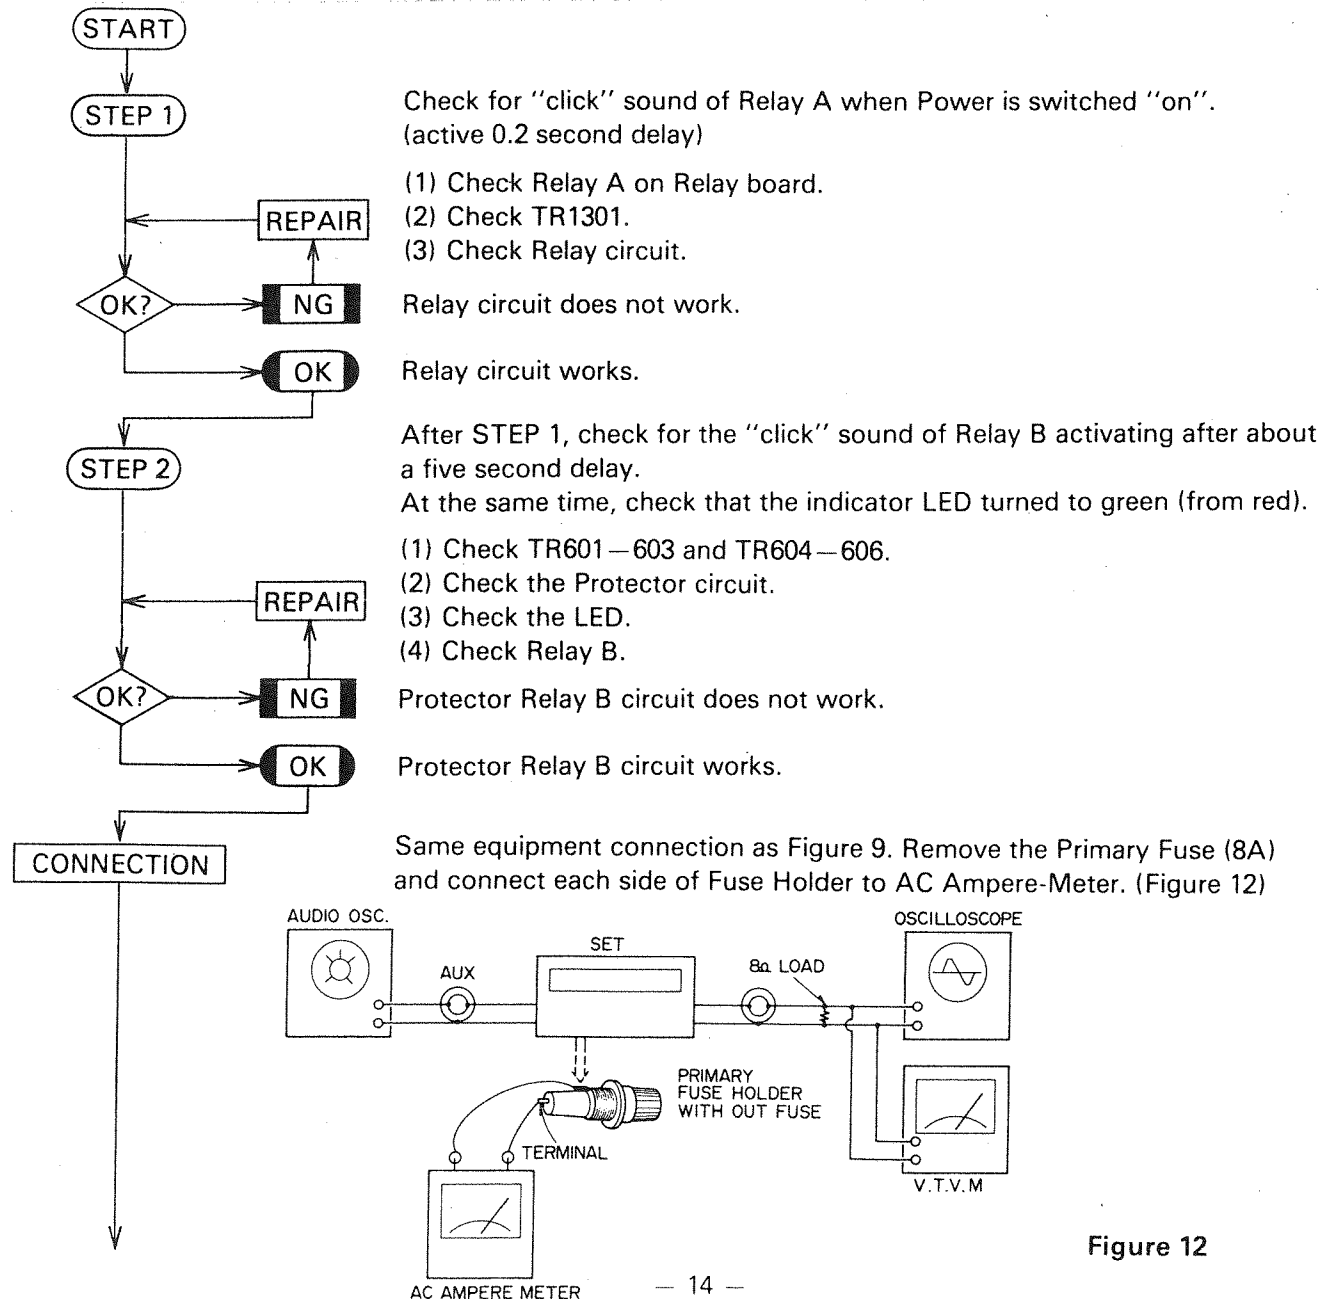 START
STEP 1
Check for "click" sound of Relay A when Power is switched "on".
(active 0.2 second delay)
(1) Check Relay A on Relay board.
REPAIR
(2) Check TR1301.
(3) Check Relay circuit.
OK?
NG
Relay circuit does not work.
OK
Relay circuit works.
After STEP 1, check for the "click" sound of Relay B activating after about
STEP 2
a five second delay.
At the same time, check that the indicator LED turned to green (from red).
(1) Check TR601—603 and TR604—606.
(2) Check the Protector circuit.
REPAIR
(3) Check the LED.
(4) Check Relay B.
OK?
NG
Protector Relay B circuit does not work.
OK
Protector Relay B circuit works.
CONNECTION
Same equipment connection as Figure 9. Remove the Primary Fuse (8A)
and connect each side of Fuse Holder to AC Ampere-Meter. (Figure 12)
AUDIO OSC.
OSCILLOSCOPE
SET
AUX
8Ω LOAD
PRIMARY
FUSE HOLDER
WITH OUT FUSE
TERMINAL
V.T.V.M
Figure 12
AC AMPERE METER
— 14 —